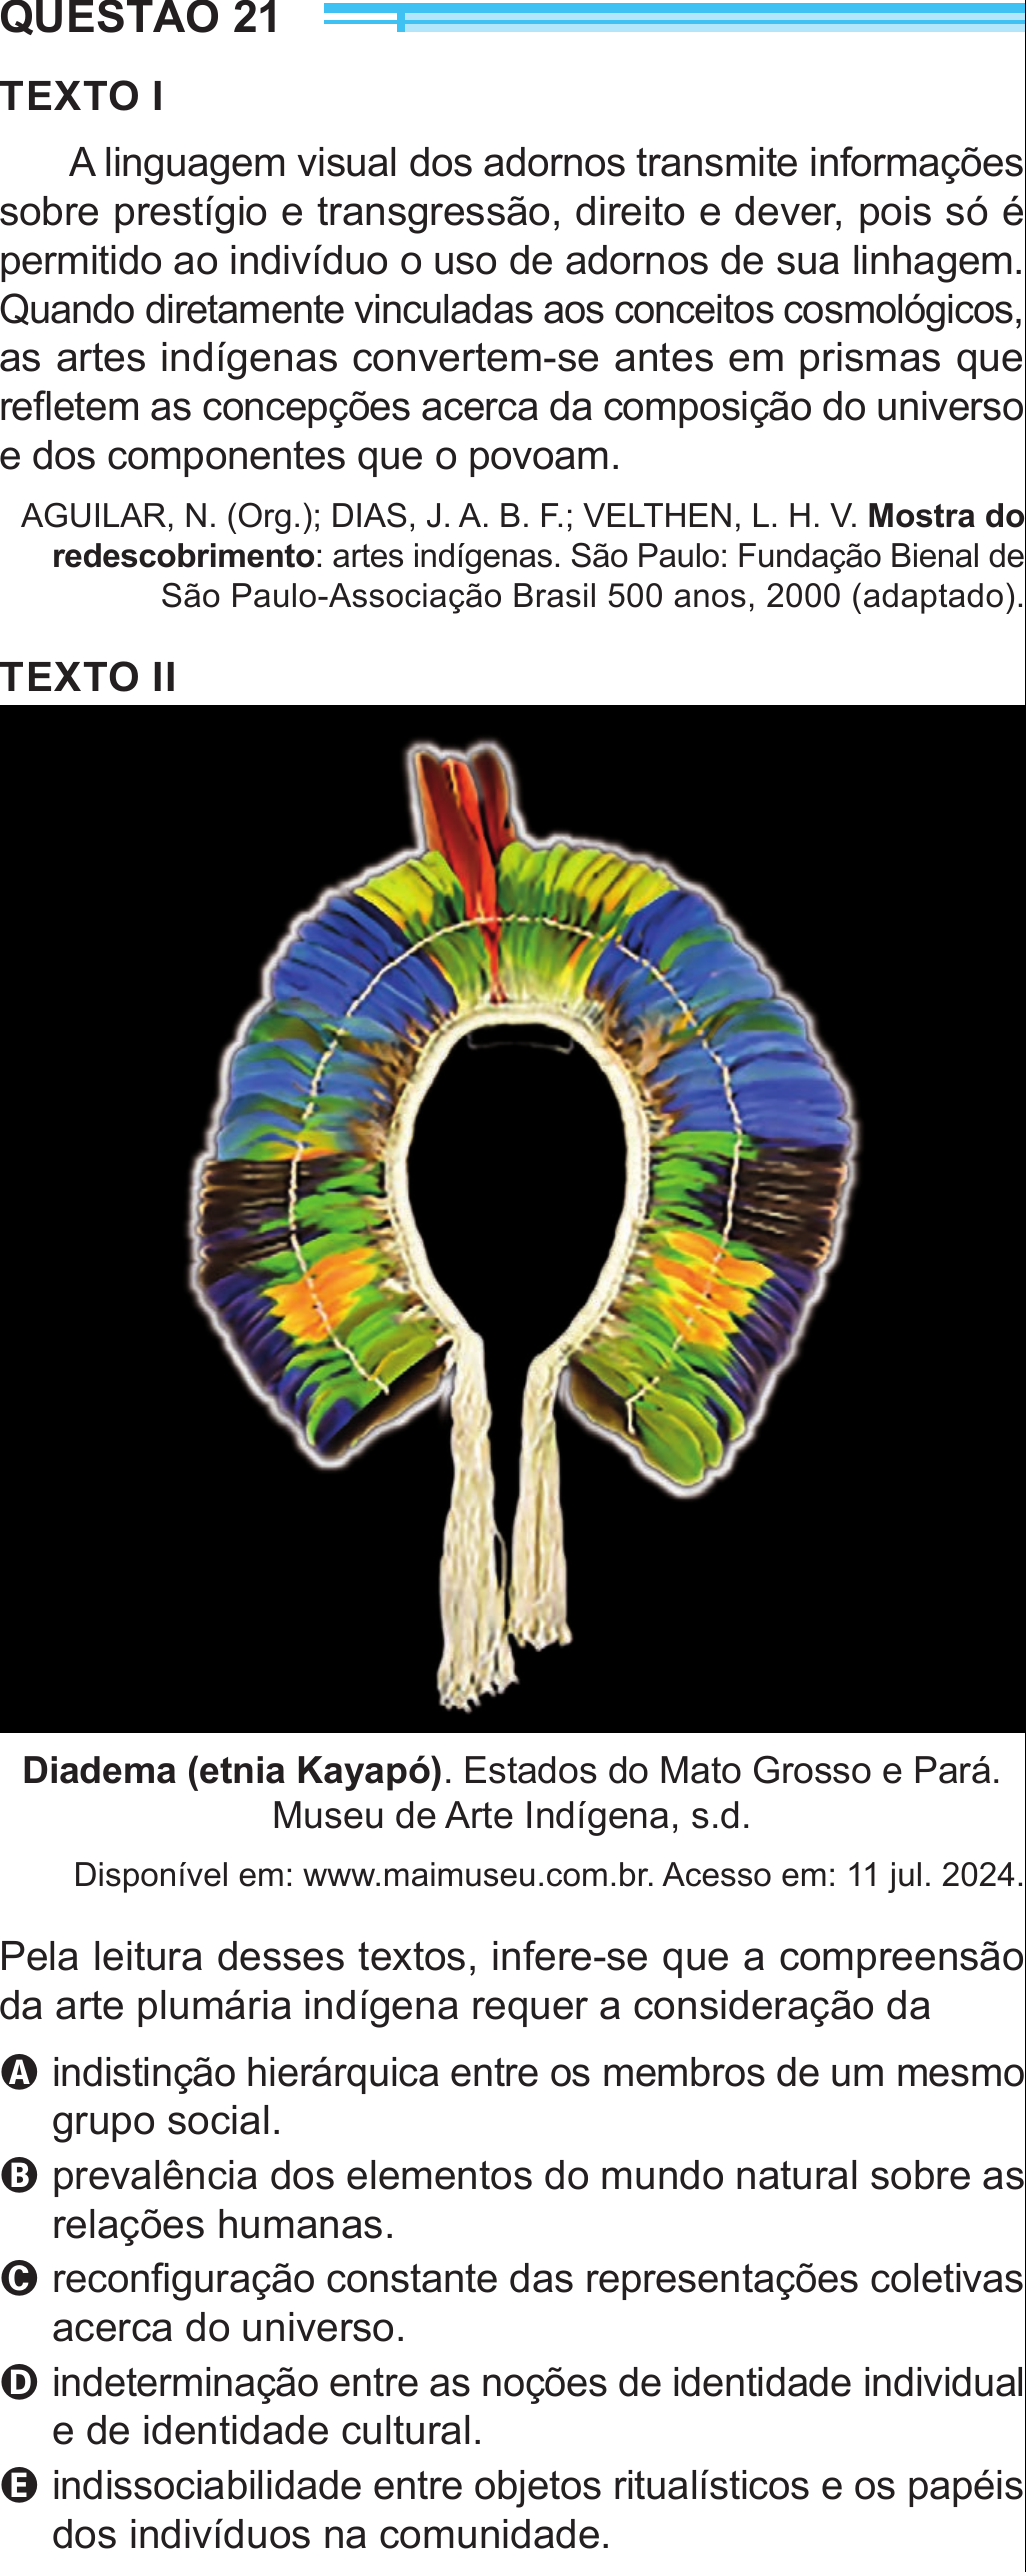 QUESTÃO 21
TEXTO I
A linguagem visual dos adornos transmite informações
sobre prestígio e transgressão, direito e dever, pois só é
permitido ao indivíduo o uso de adornos de sua linhagem.
Quando diretamente vinculadas aos conceitos cosmológicos,
as artes indígenas convertem-se antes em prismas que
refletem as concepções acerca da composição do universo
e dos componentes que o povoam.
AGUILAR, N. (Org.); DIAS, J. A. B. F.; VELTHEN, L. H. V. Mostra do
redescobrimento: artes indígenas. São Paulo: Fundação Bienal de
São Paulo-Associação Brasil 500 anos, 2000 (adaptado).
TEXTO II
Diadema (etnia Kayapó). Estados do Mato Grosso e Pará.
Museu de Arte Indígena, s.d.
Disponível em: www.maimuseu.com.br. Acesso em: 11 jul. 2024.
Pela leitura desses textos, infere-se que a compreensão
da arte plumária indígena requer a consideração da
A indistinção hierárquica entre os membros de um mesmo
grupo social.
B prevalência dos elementos do mundo natural sobre as
relações humanas.
C reconfiguração constante das representações coletivas
acerca do universo.
D indeterminação entre as noções de identidade individual
e de identidade cultural.
E indissociabilidade entre objetos ritualísticos e os papéis
dos indivíduos na comunidade.